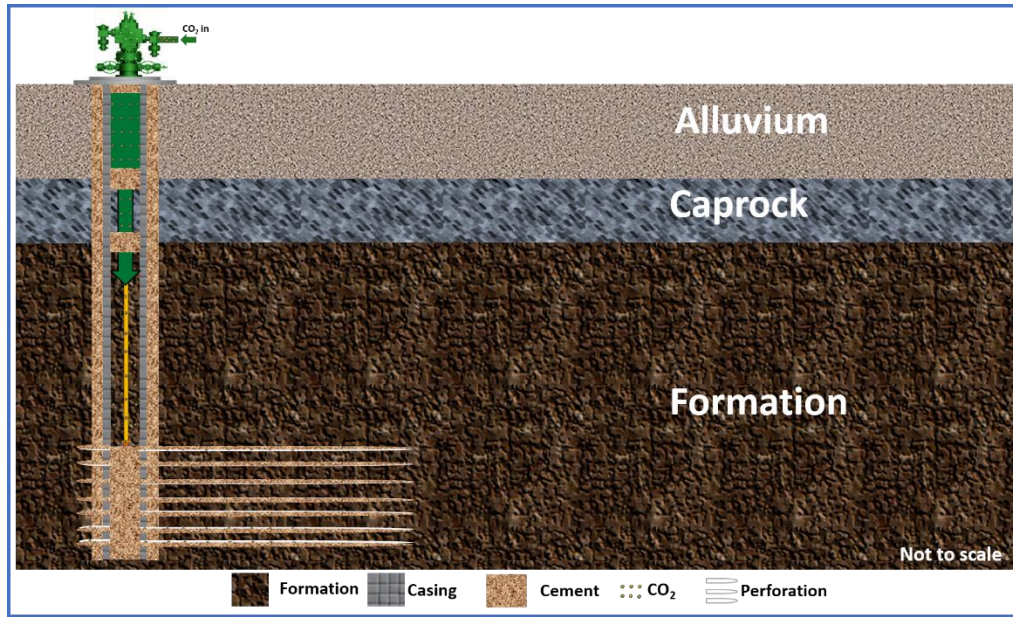 CO₂ in
Alluvium
Caprock
Formation
Not to scale
Formation Casing Cement CO₂ Perforation